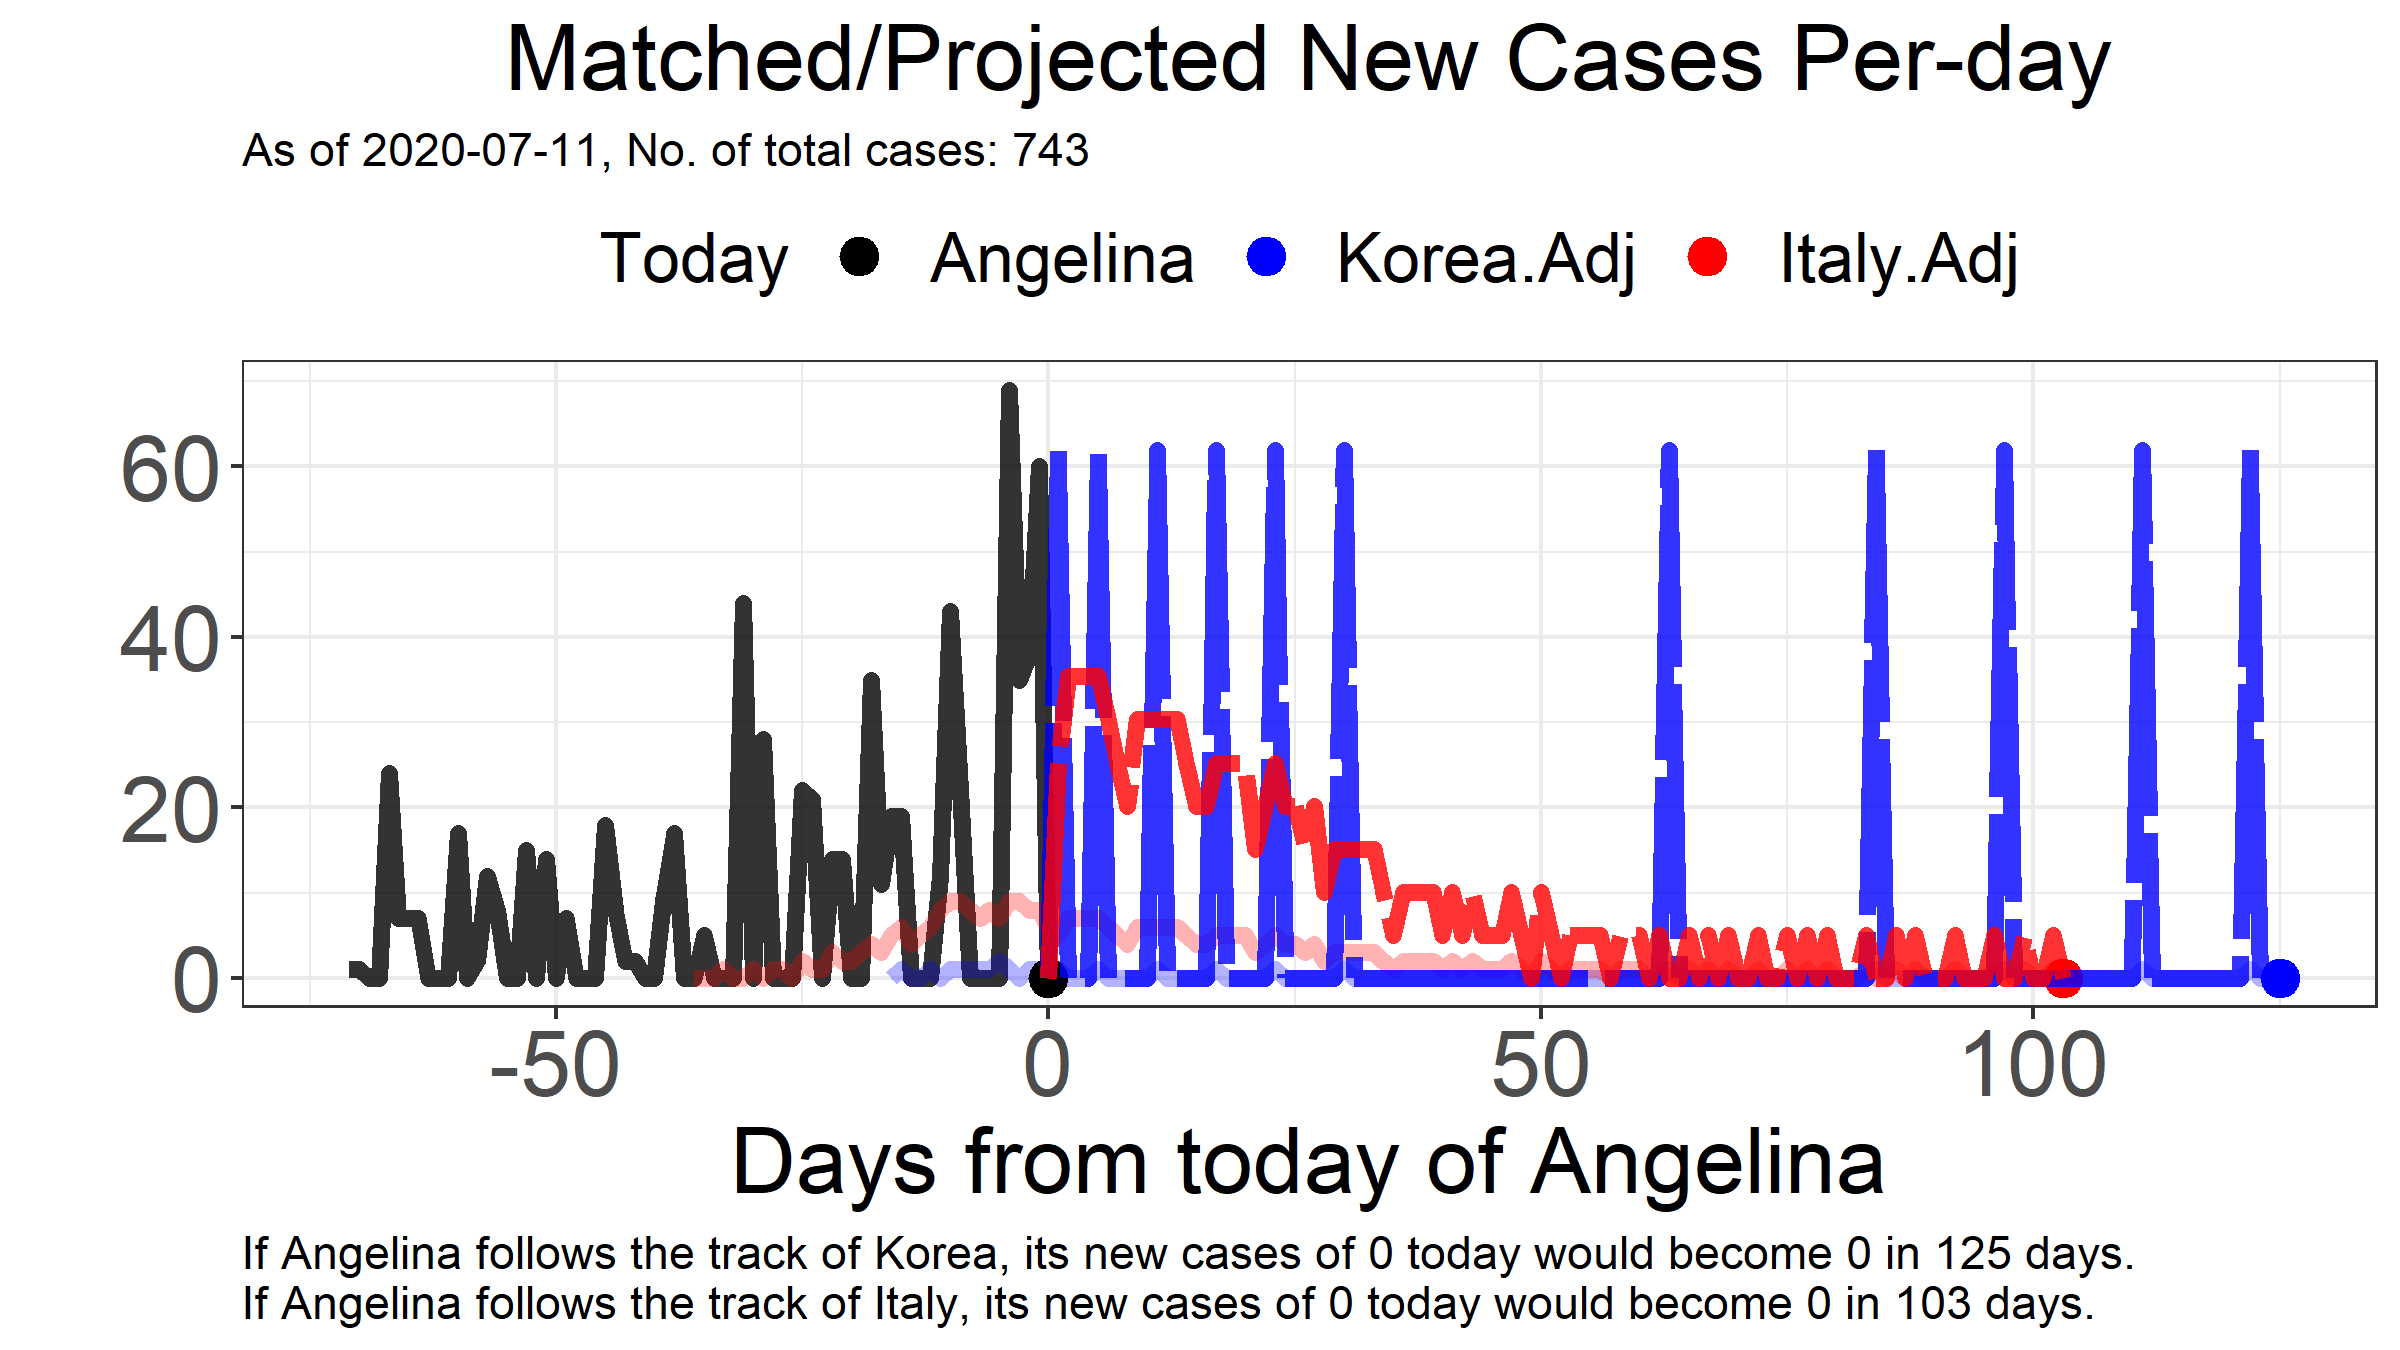 Matched/Projected New Cases Per-day
As of 2020-07-11, No. of total cases: 743
Today Angelina Korea.Adj Italy.Adj
60
40
20
0
-50 0 50 100
Days from today of Angelina
If Angelina follows the track of Korea, its new cases of 0 today would become 0 in 125 days.
If Angelina follows the track of Italy, its new cases of 0 today would become 0 in 103 days.